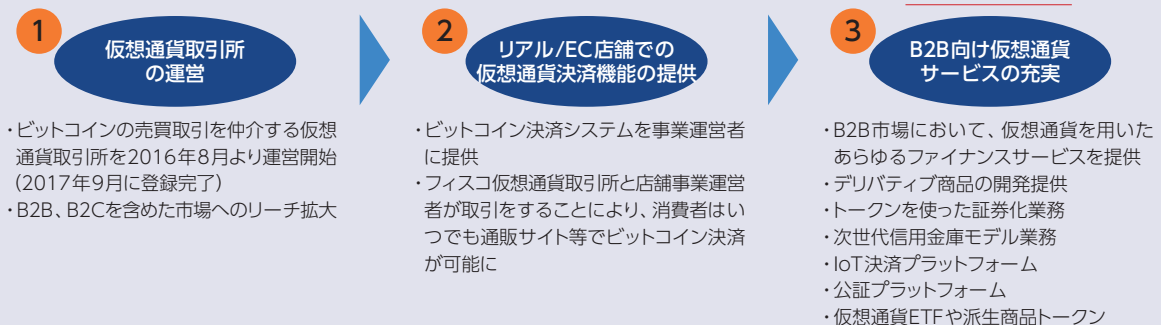 1
仮想通貨取引所
の運営
・ビットコインの売買取引を仲介する仮想
通貨取引所を2016年8月より運営開始
(2017年9月に登録完了)
・B2B、B2Cを含めた市場へのリーチ拡大
2
リアル/EC店舗での
仮想通貨決済機能の提供
・ビットコイン決済システムを事業運営者
に提供
・フィスコ仮想通貨取引所と店舗事業運営
者が取引をすることにより、消費者はい
つでも通販サイト等でビットコイン決済
が可能に
3
B2B向け仮想通貨
サービスの充実
・B2B市場において、仮想通貨を用いた
あらゆるファイナンスサービスを提供
・デリバティブ商品の開発提供
・トークンを使った証券化業務
・次世代信用金庫モデル業務
・IoT決済プラットフォーム
・公証プラットフォーム
・仮想通貨ETFや派生商品トークン